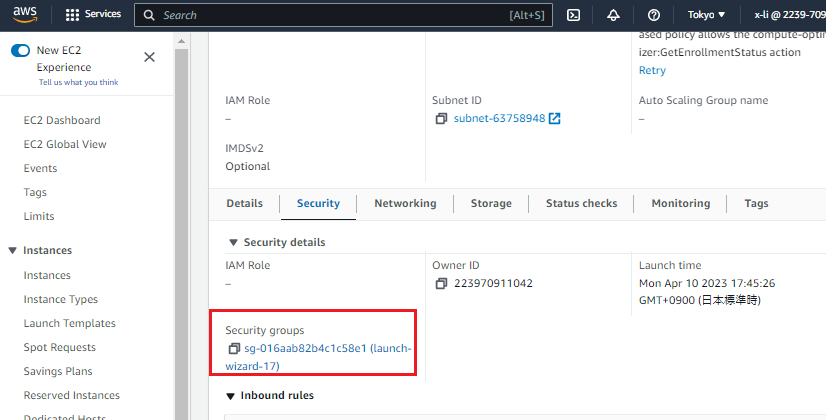 aws
Services
Search
[Alt+S]
Tokyo
x-li @ 2239-709
New EC2
Experience
Tell us what you think
EC2 Dashboard
EC2 Global View
Events
Tags
Limits
Instances
Instances
Instance Types
Launch Templates
Spot Requests
Savings Plans
Reserved Instances
Dedicated Hosts
ased policy allows the compute-optim
izer:GetEnrollmentStatus action
Retry
IAM Role
–
Subnet ID
subnet-63758948
Auto Scaling Group name
–
IMDSv2
Optional
Details
Security
Networking
Storage
Status checks
Monitoring
Tags
Security details
IAM Role
–
Owner ID
223970911042
Launch time
Mon Apr 10 2023 17:45:26
GMT+0900 (日本標準時)
Security groups
sg-016aab82b4c1c58e1 (launch-
wizard-17)
Inbound rules